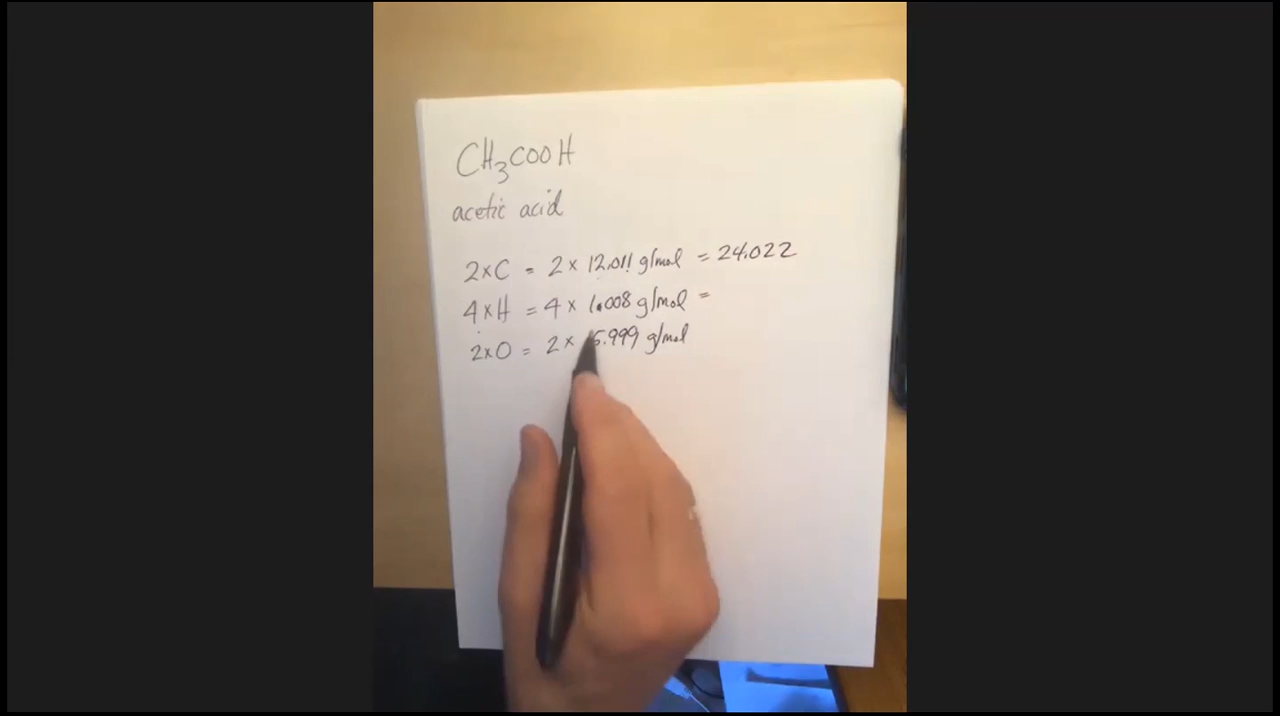 CH₃COOH
acetic acid
2×C = 2 × 12.011 g/mol = 24.022
4×H = 4 × 1.008 g/mol =
2×O = 2 × 5.999 g/mol